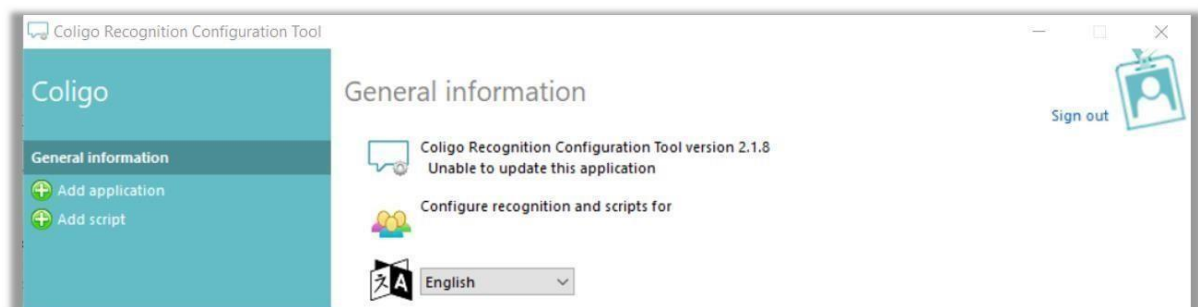 Coligo Recognition Configuration Tool
Coligo
General information
Add application
Add script
General information
Sign out
Coligo Recognition Configuration Tool version 2.1.8
Unable to update this application
Configure recognition and scripts for
English